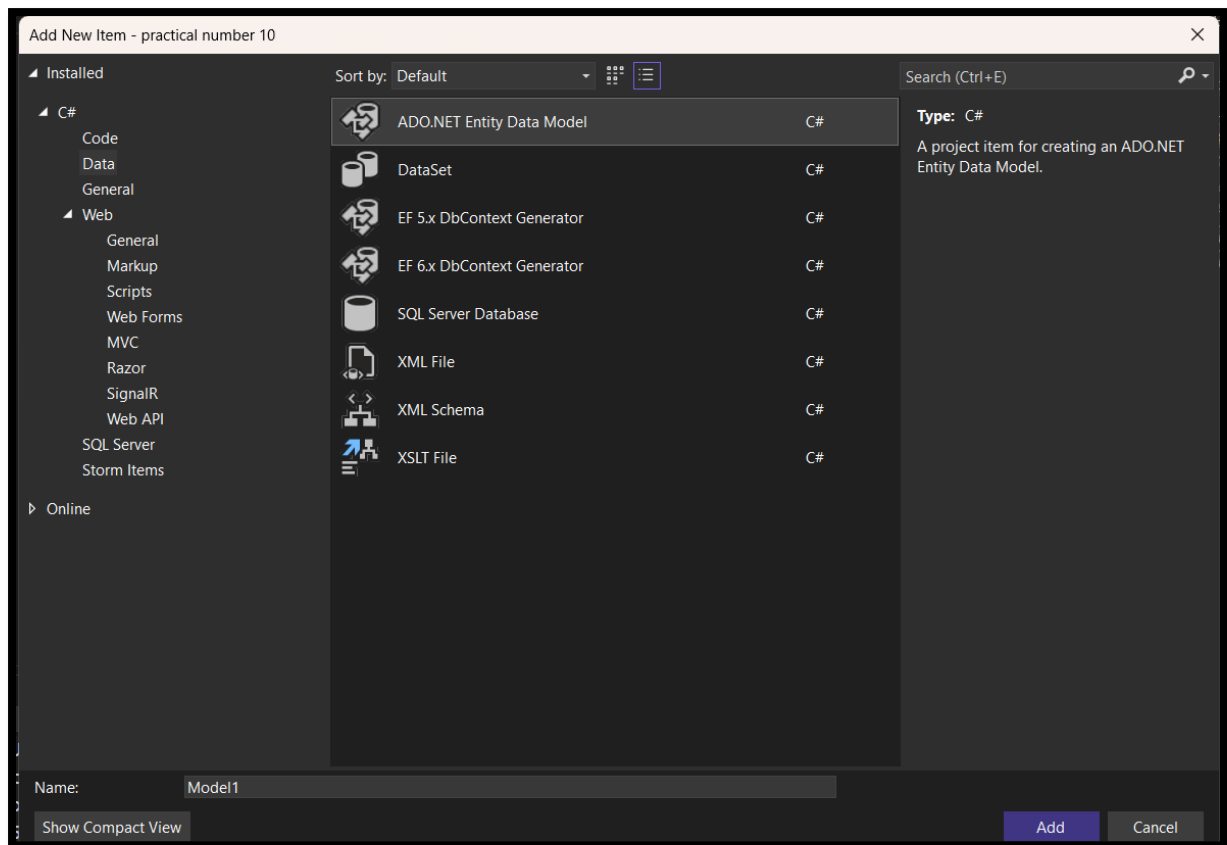 Add New Item - practical number 10
Installed
C#
Code
Data
General
Web
General
Markup
Scripts
Web Forms
MVC
Razor
SignalR
Web API
SQL Server
Storm Items
Online
Sort by: Default
ADO.NET Entity Data Model C#
DataSet C#
EF 5.x DbContext Generator C#
EF 6.x DbContext Generator C#
SQL Server Database C#
XML File C#
XML Schema C#
XSLT File C#
Search (Ctrl+E)
Type: C#
A project item for creating an ADO.NET
Entity Data Model.
Name: Model1
Show Compact View
Add Cancel